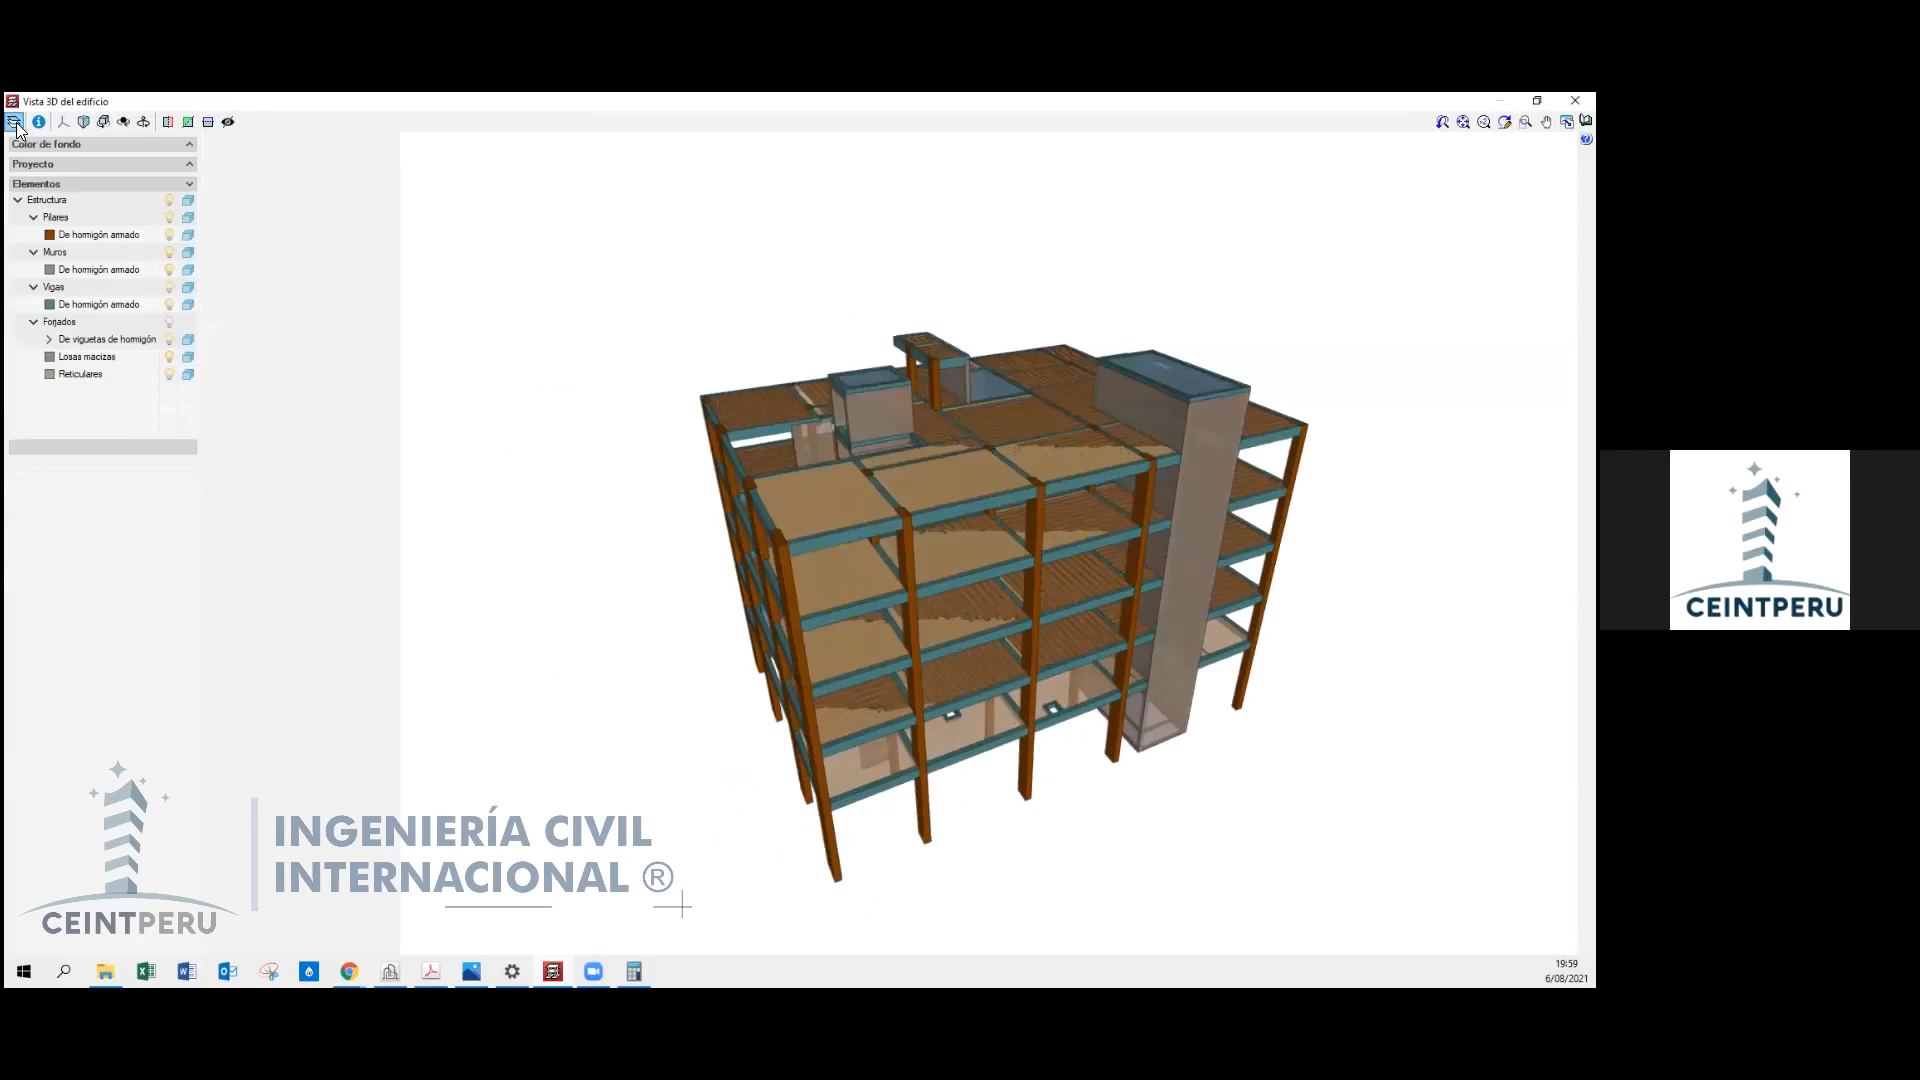 Vista 3D del edificio
Color de fondo
Proyecto
Elementos
Estructura
Pilares
De hormigón armado
Muros
De hormigón armado
Vigas
De hormigón armado
Forjados
De viguetas de hormigón
Losas macizas
Reticulares
CEINTPERU
INGENIERÍA CIVIL
INTERNACIONAL ®
CEINTPERU
19:59
6/08/2021